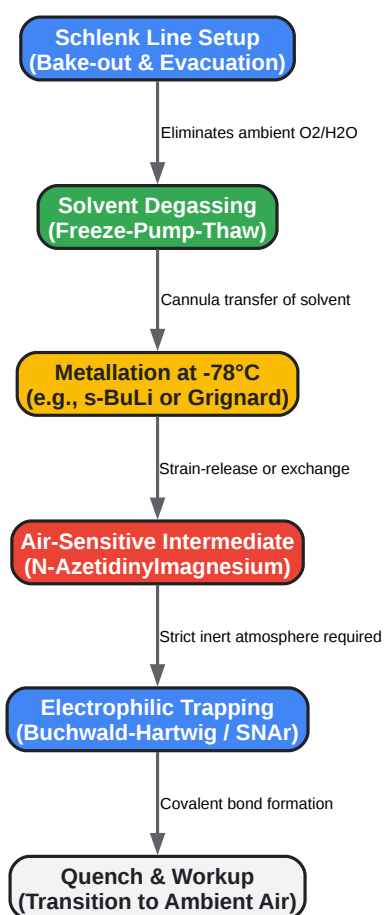 Schlenk Line Setup
(Bake-out & Evacuation)
Eliminates ambient O2/H2O
Solvent Degassing
(Freeze-Pump-Thaw)
Cannula transfer of solvent
Metallation at -78°C
(e.g., s-BuLi or Grignard)
Strain-release or exchange
Air-Sensitive Intermediate
(N-Azetidinylmagnesium)
Strict inert atmosphere required
Electrophilic Trapping
(Buchwald-Hartwig / SNAr)
Covalent bond formation
Quench & Workup
(Transition to Ambient Air)